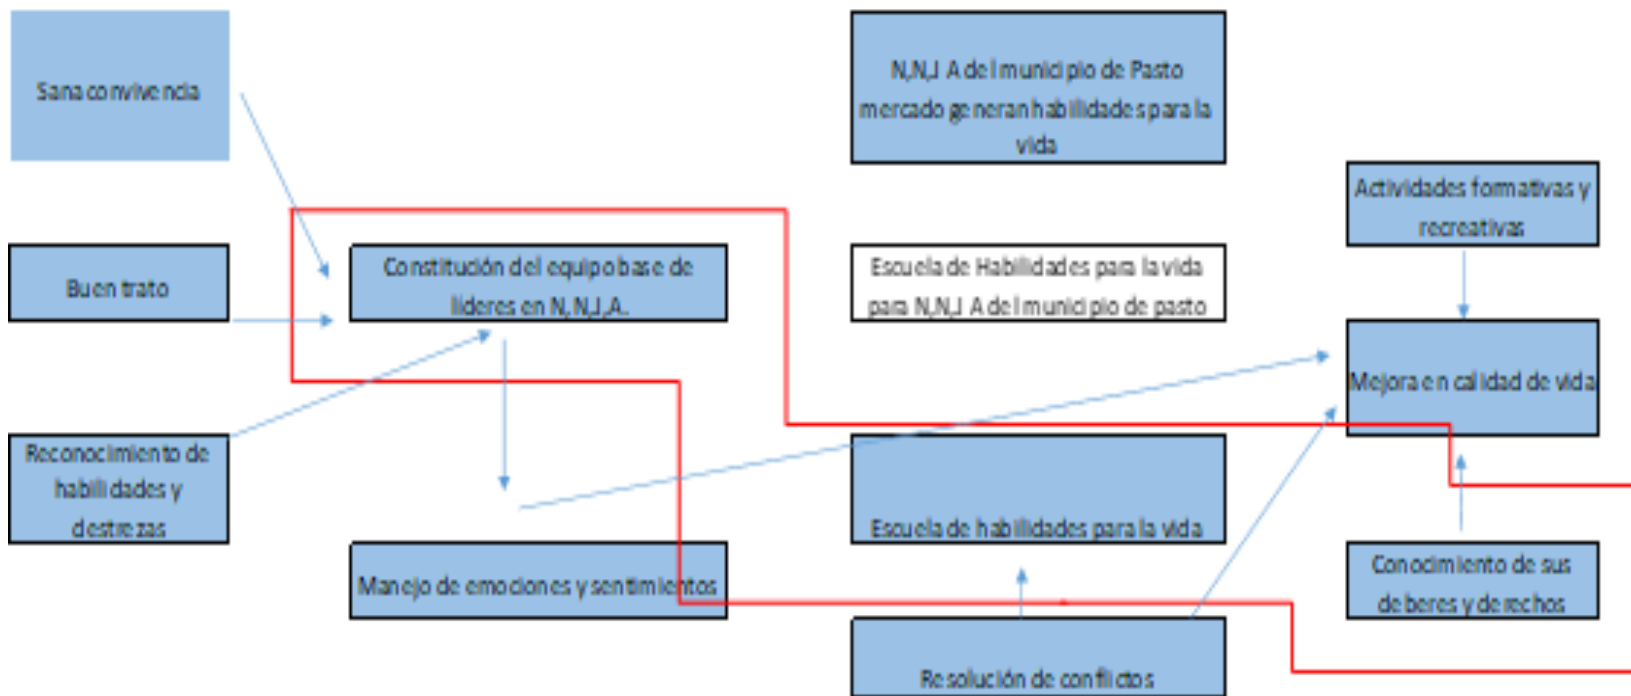 Sana convivencia
N,N,J A del municipio de Pasto
mercado generan habilidades para la
vida
Actividades formativas y
recreativas
Buen trato
Constitución del equipo base de
líderes en N,N,J,A.
Escuela de Habilidades para la vida
para N,N,J A del municipio de pasto
Mejora en calidad de vida
Reconocimiento de
habilidades y
destrezas
Escuela de habilidades para la vida
Manejo de emociones y sentimientos
Conocimiento de sus
deberes y derechos
Resolución de conflictos